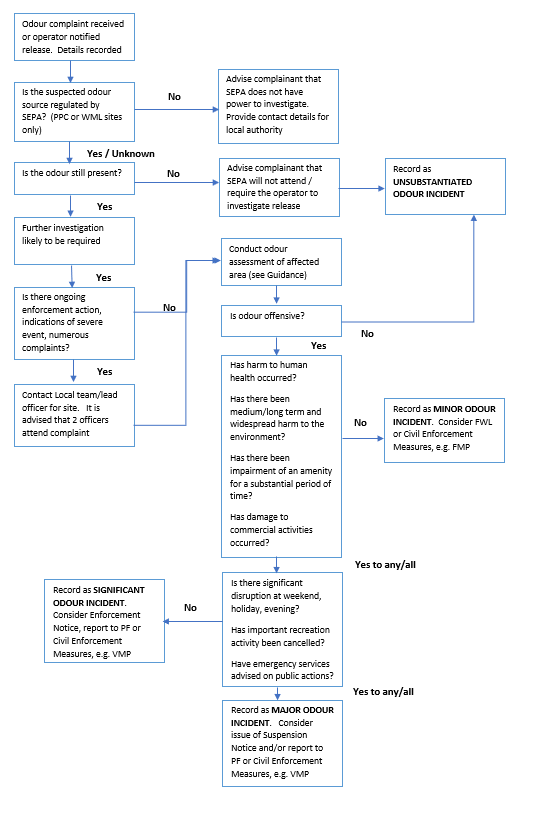 Odour complaint received
or operator notified
release.  Details recorded
Is the suspected odour
source regulated by
SEPA?  (PPC or WML sites
only)
No
Advise complainant that
SEPA does not have
power to investigate.
Provide contact details for
local authority
Yes / Unknown
Is the odour still present?
No
Advise complainant that
SEPA will not attend /
require the operator to
investigate release
Record as
UNSUBSTANTIATED
ODOUR INCIDENT
Yes
Further investigation
likely to be required
Yes
Conduct odour
assessment of affected
area (see Guidance)
Is there ongoing
enforcement action,
indications of severe
event, numerous
complaints?
No
Is odour offensive?
No
Yes
Yes
Contact Local team/lead
officer for site.  It is
advised that 2 officers
attend complaint
Has harm to human
health occurred?
Has there been
medium/long term and
widespread harm to the
environment?
Has there been
impairment of an amenity
for a substantial period of
time?
Has damage to
commercial activities
occurred?
No
Record as MINOR ODOUR
INCIDENT.  Consider FWL
or Civil Enforcement
Measures, e.g. FMP
Yes to any/all
Is there significant
disruption at weekend,
holiday, evening?
Has important recreation
activity been cancelled?
Have emergency services
advised on public actions?
No
Record as SIGNIFICANT
ODOUR INCIDENT.
Consider Enforcement
Notice, report to PF or
Civil Enforcement
Measures, e.g. VMP
Yes to any/all
Record as MAJOR ODOUR
INCIDENT.   Consider
issue of Suspension
Notice and/or report to
PF or Civil Enforcement
Measures, e.g. VMP